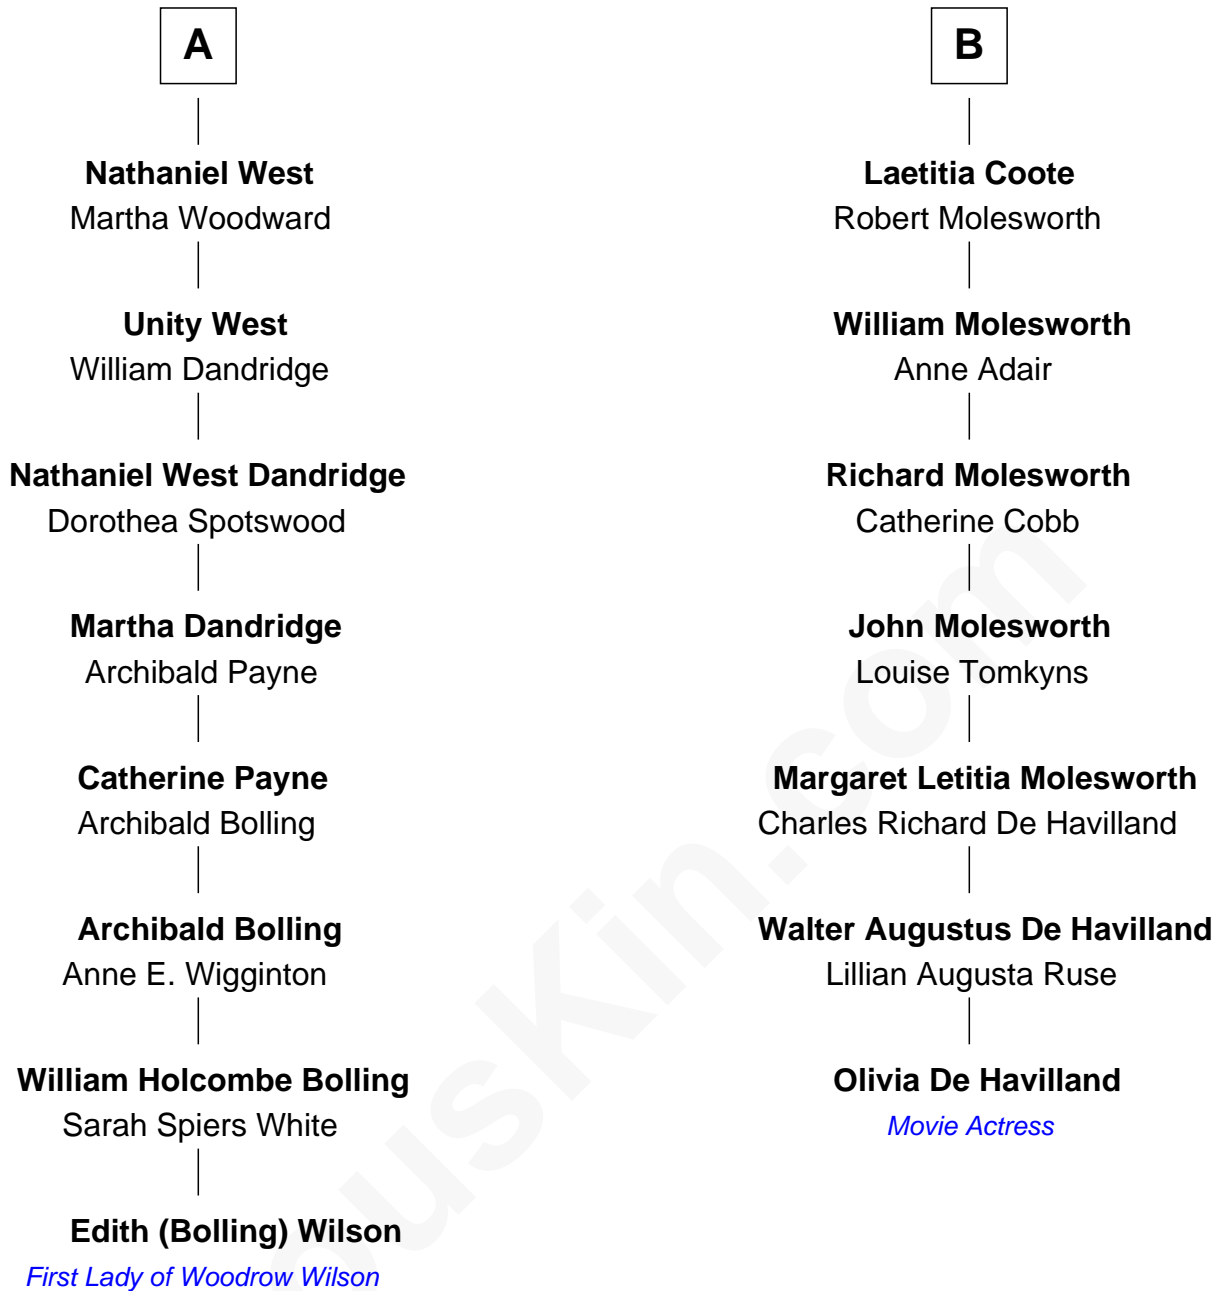 A
Nathaniel West
Martha Woodward
Unity West
William Dandridge
Nathaniel West Dandridge
Dorothea Spotswood
Martha Dandridge
Archibald Payne
Catherine Payne
Archibald Bolling
Archibald Bolling
Anne E. Wigginton
William Holcombe Bolling
Sarah Spiers White
Edith (Bolling) Wilson
First Lady of Woodrow Wilson
B
Laetitia Coote
Robert Molesworth
William Molesworth
Anne Adair
Richard Molesworth
Catherine Cobb
John Molesworth
Louise Tomkyns
Margaret Letitia Molesworth
Charles Richard De Havilland
Walter Augustus De Havilland
Lillian Augusta Ruse
Olivia De Havilland
Movie Actress
ousKin.com